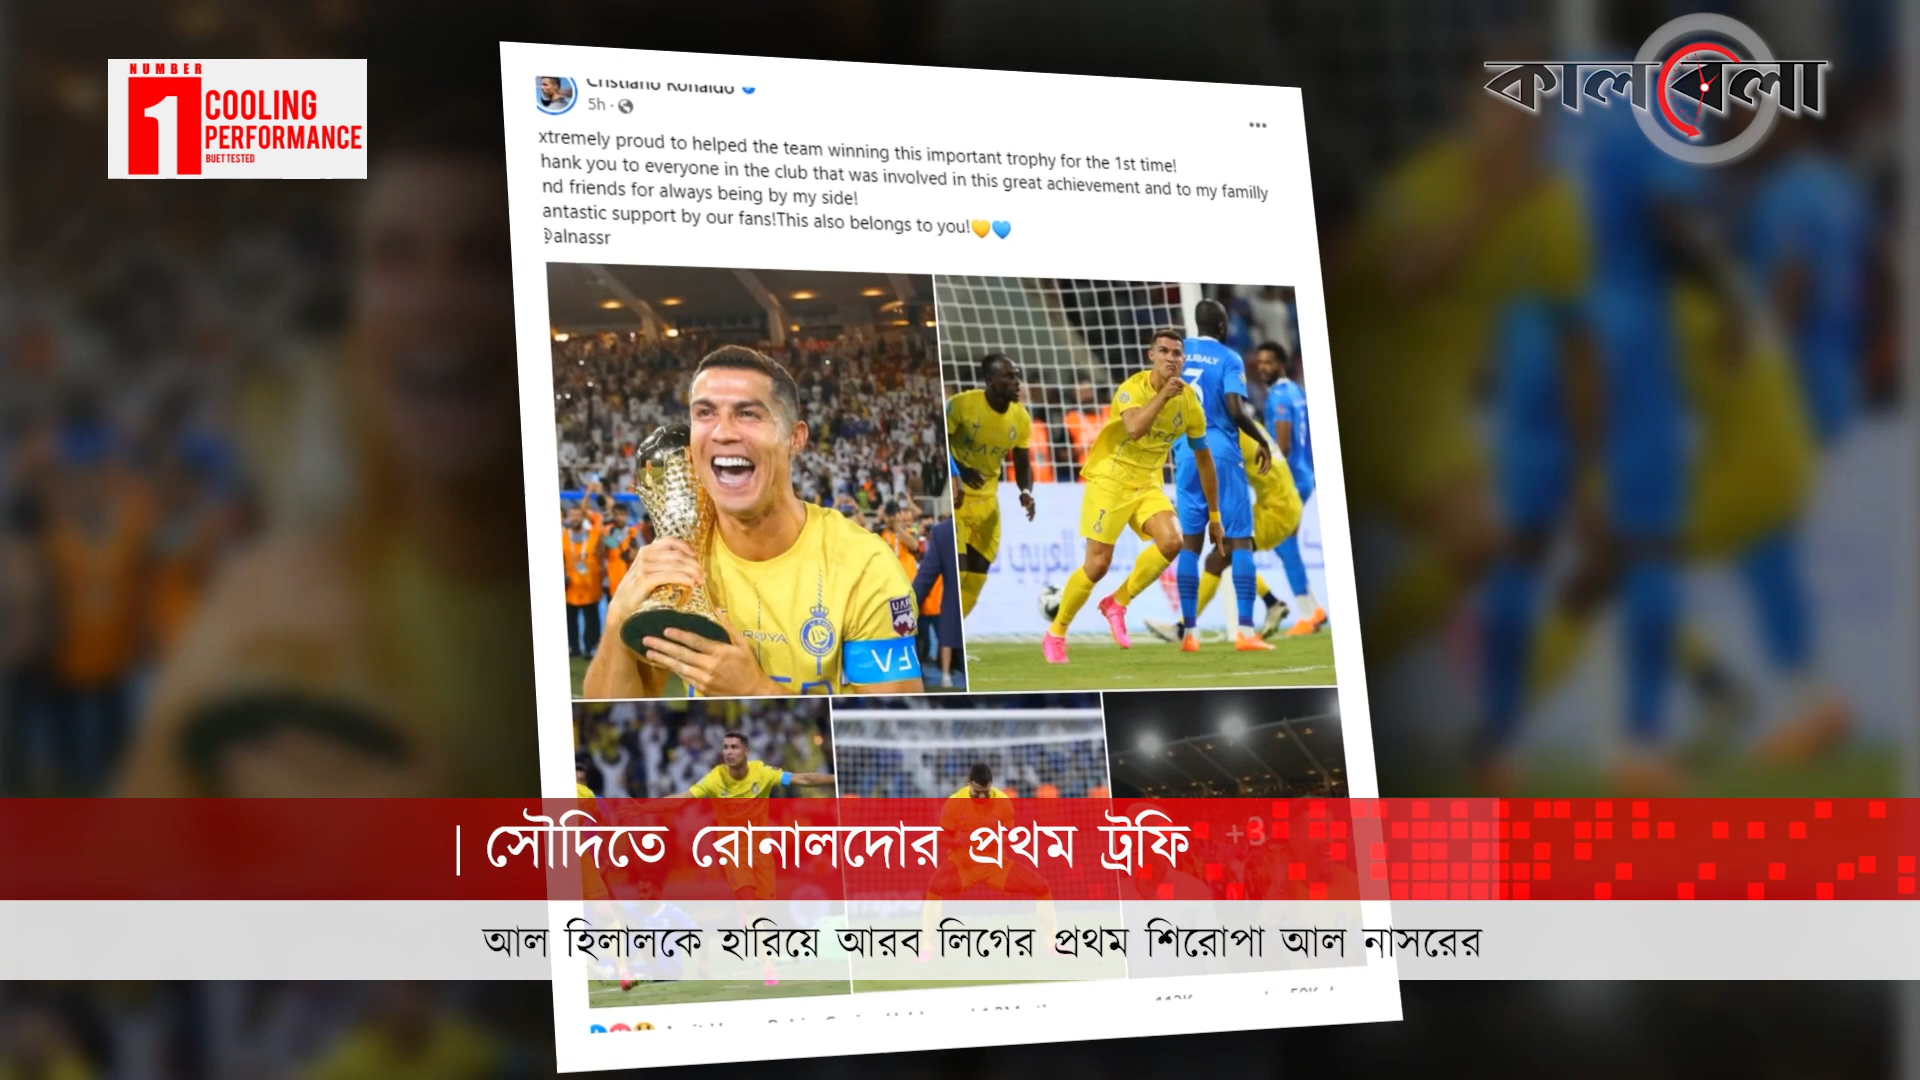 NUMBER
1 COOLING
PERFORMANCE
BUET TESTED
কালবেলা
Cristiano Ronaldo
5h ·
xtremely proud to helped the team winning this important trophy for the 1st time!
hank you to everyone in the club that was involved in this great achievement and to my familly
nd friends for always being by my side!
antastic support by our fans!This also belongs to you!💛💙
@alnassr
7
+3
| সৌদিতে রোনালদোর প্রথম ট্রফি
আল হিলালকে হারিয়ে আরব লিগের প্রথম শিরোপা আল নাসরের